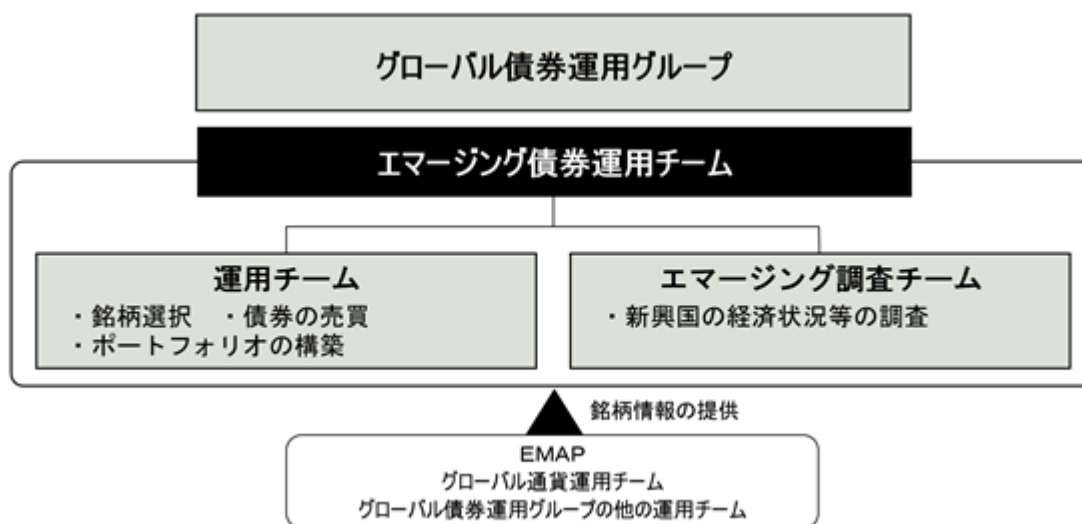 グローバル債券運用グループ
エマージング債券運用チーム
運用チーム
・銘柄選択　・債券の売買
・ポートフォリオの構築
エマージング調査チーム
・新興国の経済状況等の調査
銘柄情報の提供
EMAP
グローバル通貨運用チーム
グローバル債券運用グループの他の運用チーム